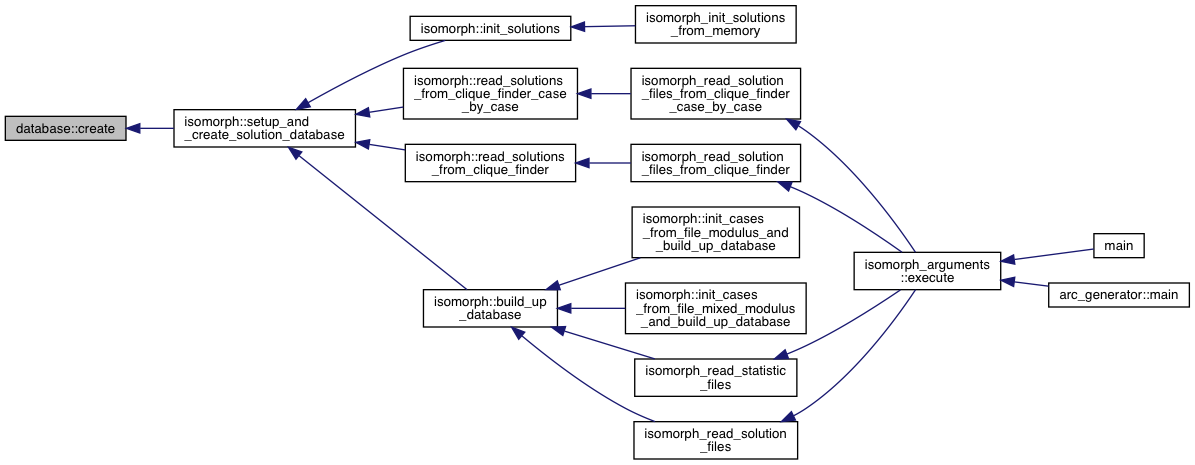 database::create
isomorph::setup_and
_create_solution_database
isomorph::init_solutions
isomorph_init_solutions
_from_memory
isomorph::read_solutions
_from_clique_finder_case
_by_case
isomorph_read_solution
_files_from_clique_finder
_case_by_case
isomorph::read_solutions
_from_clique_finder
isomorph_read_solution
_files_from_clique_finder
isomorph::build_up
_database
isomorph::init_cases
_from_file_modulus_and
_build_up_database
isomorph::init_cases
_from_file_mixed_modulus
_and_build_up_database
isomorph_read_statistic
_files
isomorph_read_solution
_files
isomorph_arguments
::execute
main
arc_generator::main